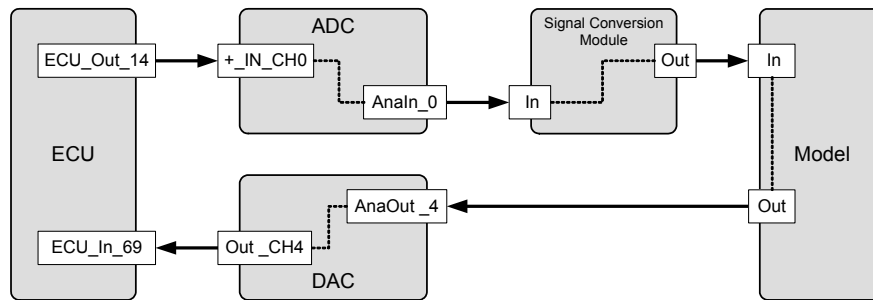 ADC
Signal Conversion
Module
ECU_Out_14
+_IN_CH0
Out
In
AnaIn_0
In
ECU
Model
AnaOut _4
Out
ECU_In_69
Out _CH4
DAC